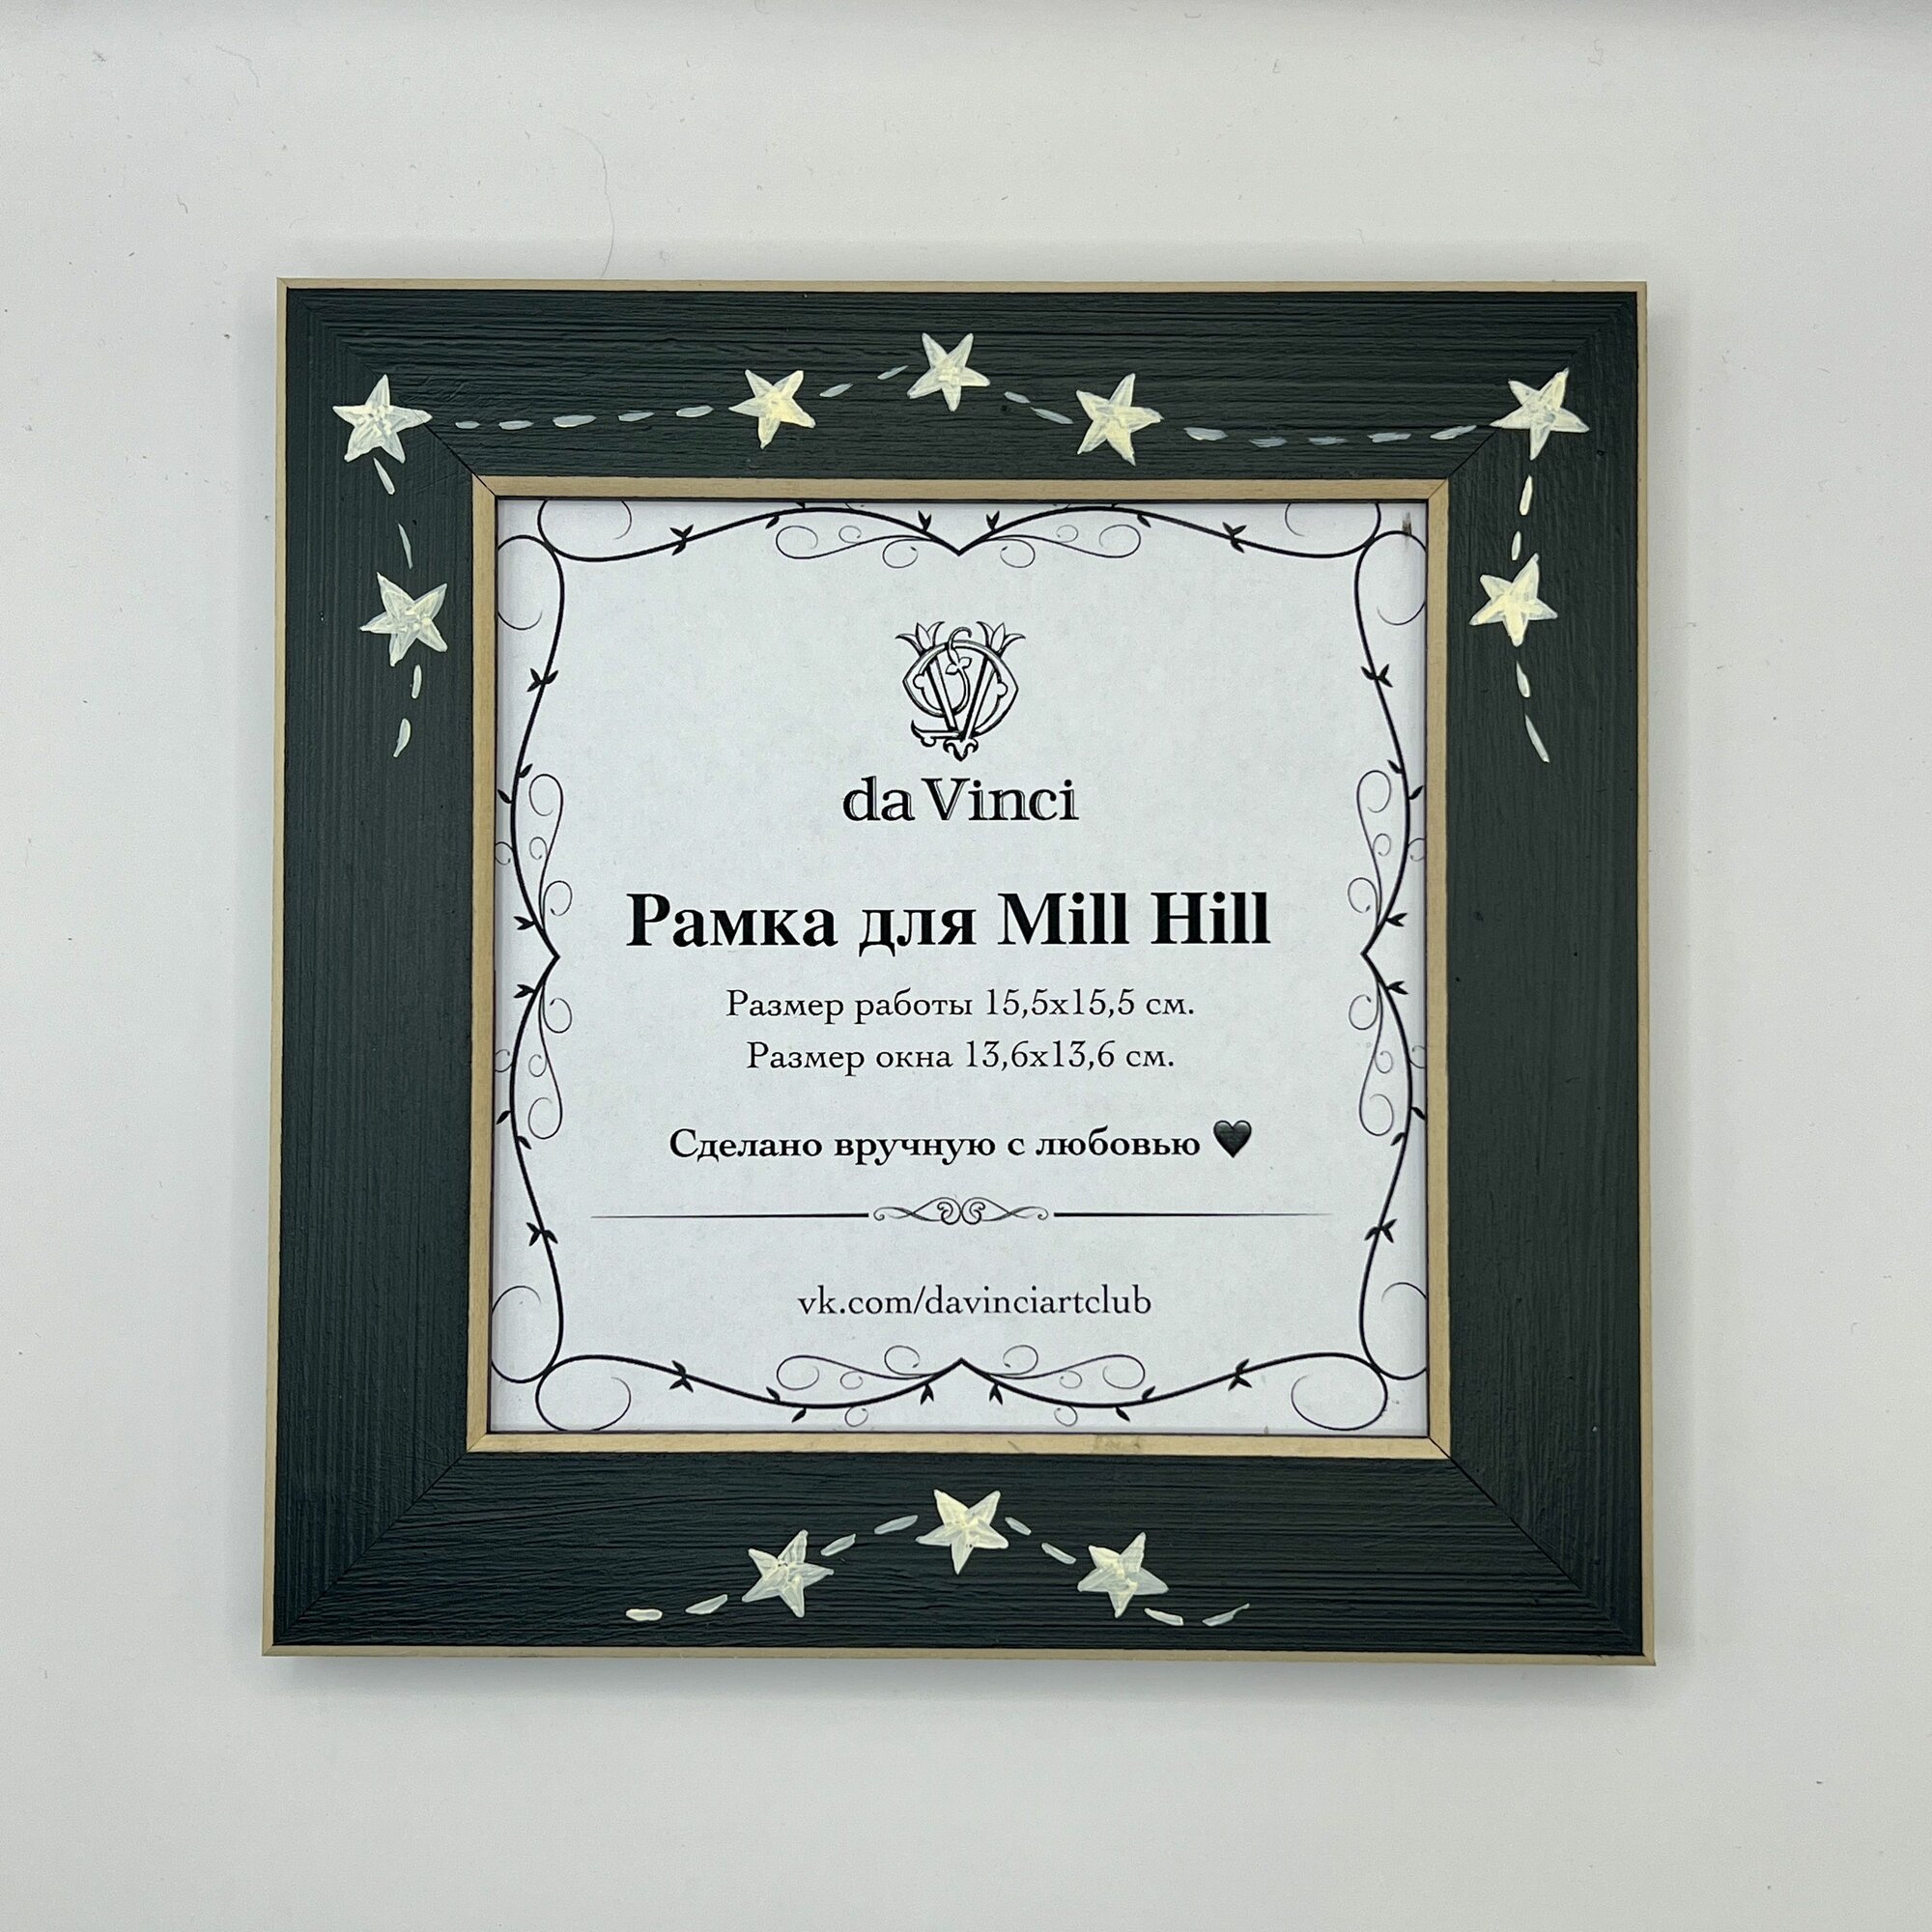 da Vinci
Рамка для Mill Hill
Размер работы 15,5х15,5 см.
Размер окна 13,6х13,6 см.
Сделано вручную с любовью 🖤
vk.com/davinciartclub